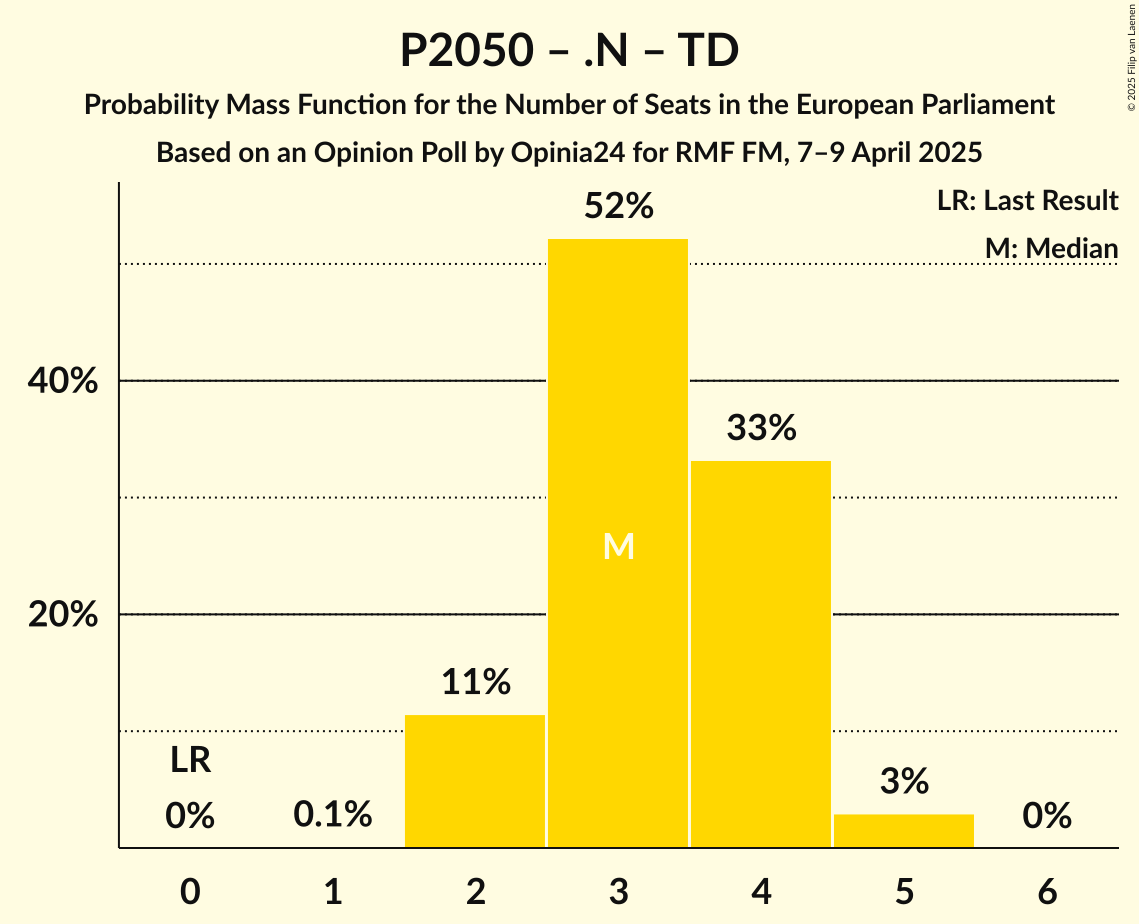 P2050 – .N – TD
Probability Mass Function for the Number of Seats in the European Parliament
Based on an Opinion Poll by Opinia24 for RMF FM, 7–9 April 2025
© 2025 Filip van Laenen
LR: Last Result
M: Median
52%
40%
33%
M
20%
11%
LR
0%
0.1%
3%
0%
0 1 2 3 4 5 6